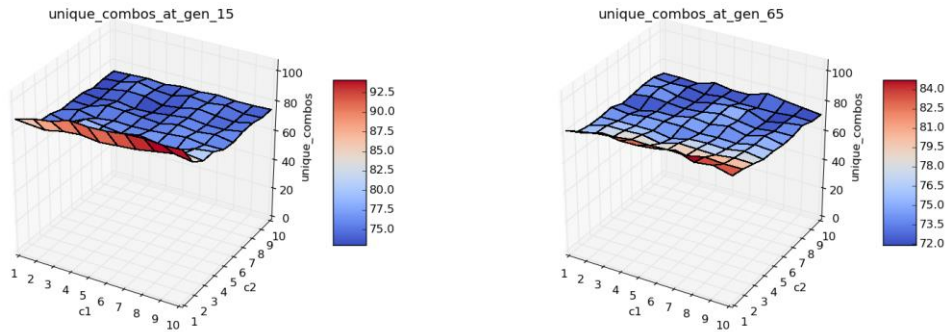 unique_combos_at_gen_15
100
80
60
40
20
0
unique_combos
1 2 3 4 5 6 7 8 9 10
c1
1 2 3 4 5 6 7 8 9 10
c2
92.5
90.0
87.5
85.0
82.5
80.0
77.5
75.0
unique_combos_at_gen_65
100
80
60
40
20
0
unique_combos
1 2 3 4 5 6 7 8 9 10
c1
1 2 3 4 5 6 7 8 9 10
c2
84.0
82.5
81.0
79.5
78.0
76.5
75.0
73.5
72.0